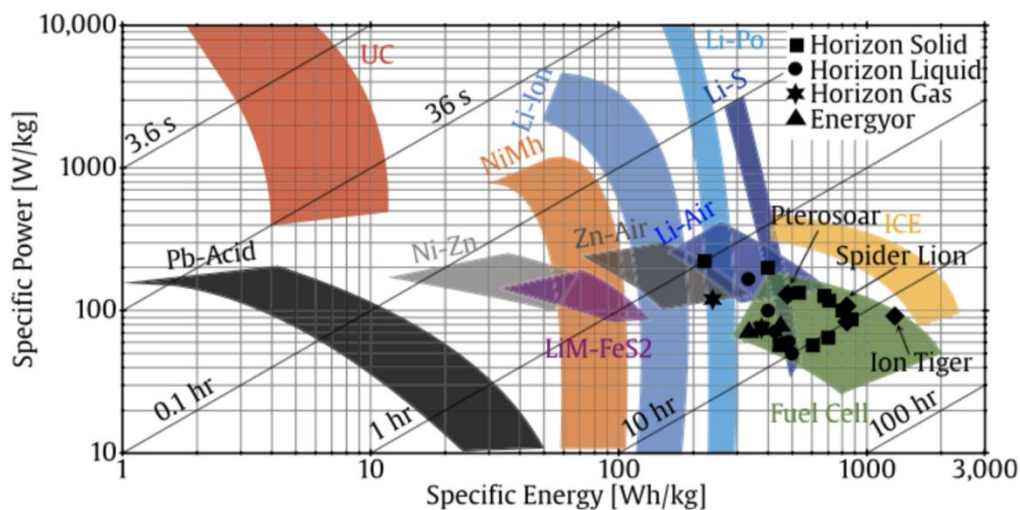 10,000
1000
100
10
Specific Power [W/kg]
1
10
100
1000
3,000
Specific Energy [Wh/kg]
UC
Li-Po
Li-S
Li-Ion
NiMh
36 s
3.6 s
Horizon Solid
Horizon Liquid
Horizon Gas
Energyor
Pterosoar
ICE
Spider Lion
Li-Air
Zn-Air
Ni-Zn
Pb-Acid
LiM-FeS2
Ion Tiger
Fuel Cell
0.1 hr
1 hr
10 hr
100 hr